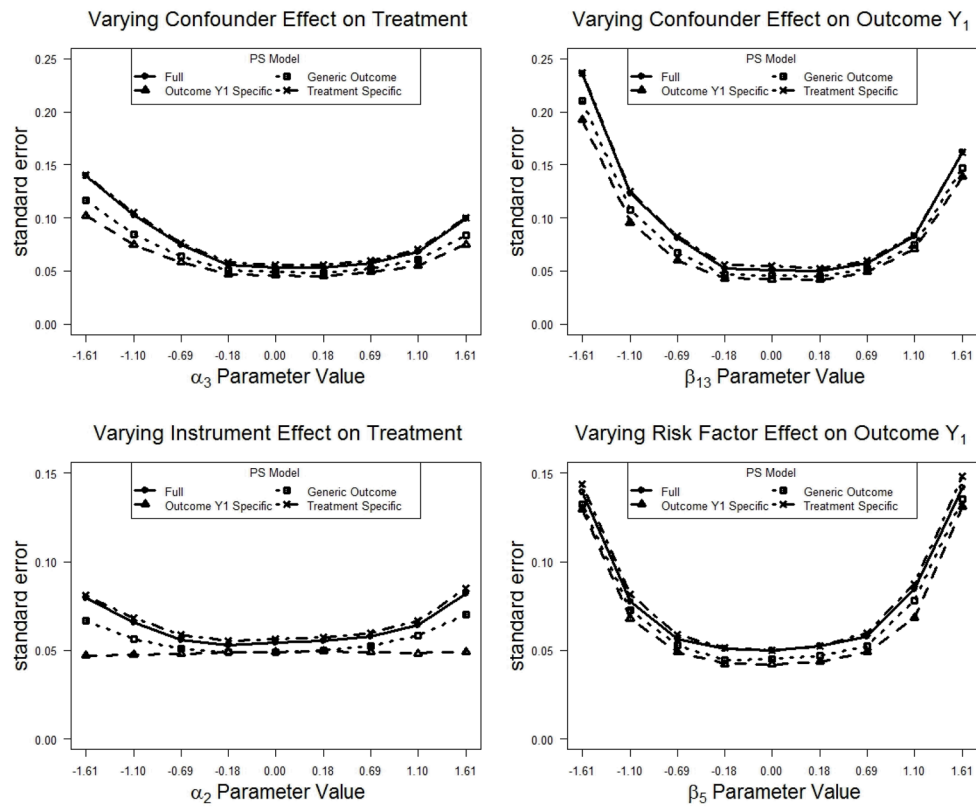 Varying Confounder Effect on Treatment
PS Model
Full
Generic Outcome
Outcome Y1 Specific
Treatment Specific
standard error
0.25
0.20
0.15
0.10
0.05
0.00
-1.61 -1.10 -0.69 -0.18 0.00 0.18 0.69 1.10 1.61
α₃ Parameter Value
Varying Confounder Effect on Outcome Y₁
PS Model
Full
Generic Outcome
Outcome Y1 Specific
Treatment Specific
standard error
0.25
0.20
0.15
0.10
0.05
0.00
-1.61 -1.10 -0.69 -0.18 0.00 0.18 0.69 1.10 1.61
β₁₃ Parameter Value
Varying Instrument Effect on Treatment
PS Model
Full
Generic Outcome
Outcome Y1 Specific
Treatment Specific
standard error
0.15
0.10
0.05
0.00
-1.61 -1.10 -0.69 -0.18 0.00 0.18 0.69 1.10 1.61
α₂ Parameter Value
Varying Risk Factor Effect on Outcome Y₁
PS Model
Full
Generic Outcome
Outcome Y1 Specific
Treatment Specific
standard error
0.15
0.10
0.05
0.00
-1.61 -1.10 -0.69 -0.18 0.00 0.18 0.69 1.10 1.61
β₅ Parameter Value